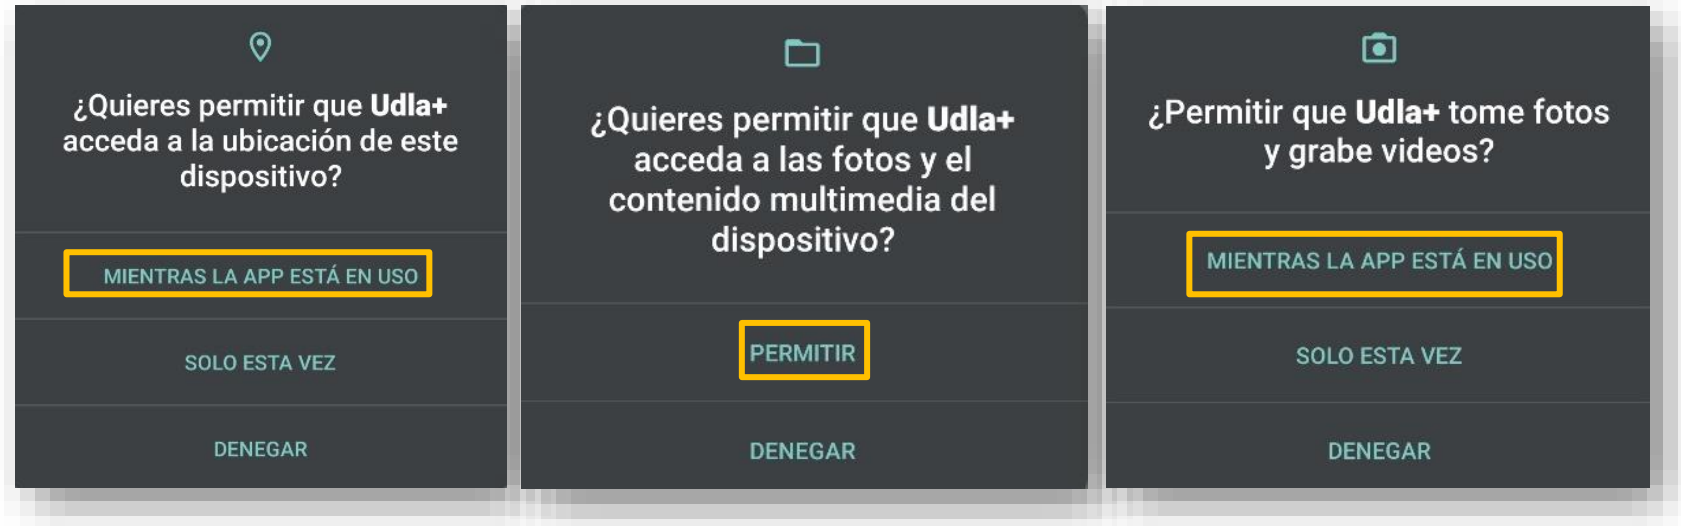 ¿Quieres permitir que Udla+
acceda a la ubicación de este
dispositivo?
MIENTRAS LA APP ESTÁ EN USO
SOLO ESTA VEZ
DENEGAR
¿Quieres permitir que Udla+
acceda a las fotos y el
contenido multimedia del
dispositivo?
PERMITIR
DENEGAR
¿Permitir que Udla+ tome fotos
y grabe videos?
MIENTRAS LA APP ESTÁ EN USO
SOLO ESTA VEZ
DENEGAR